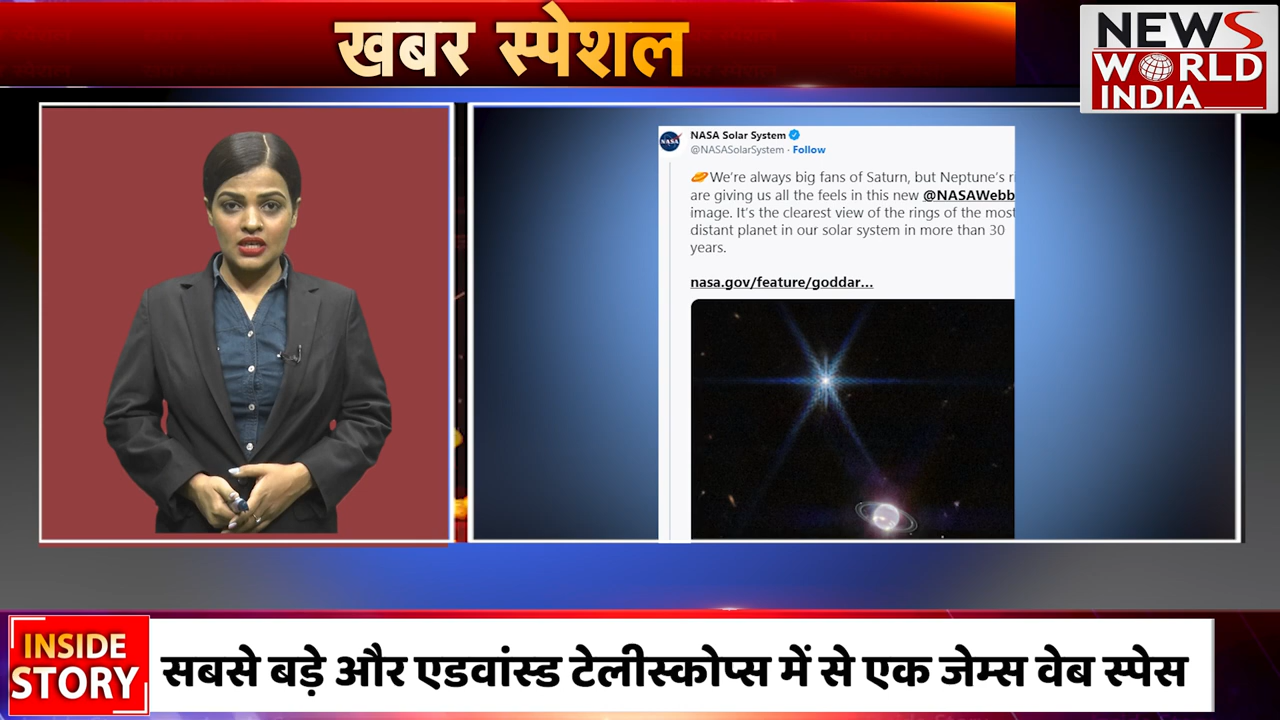 खबर स्पेशल
NEWS
WORLD
INDIA
NASA
NASA Solar System
@NASASolarSystem · Follow
We're always big fans of Saturn, but Neptune's ri
are giving us all the feels in this new @NASAWebb
image. It's the clearest view of the rings of the most
distant planet in our solar system in more than 30
years.
nasa.gov/feature/goddar...
INSIDE
STORY
सबसे बड़े और एडवांस्ड टेलीस्कोप्स में से एक जेम्स वेब स्पेस